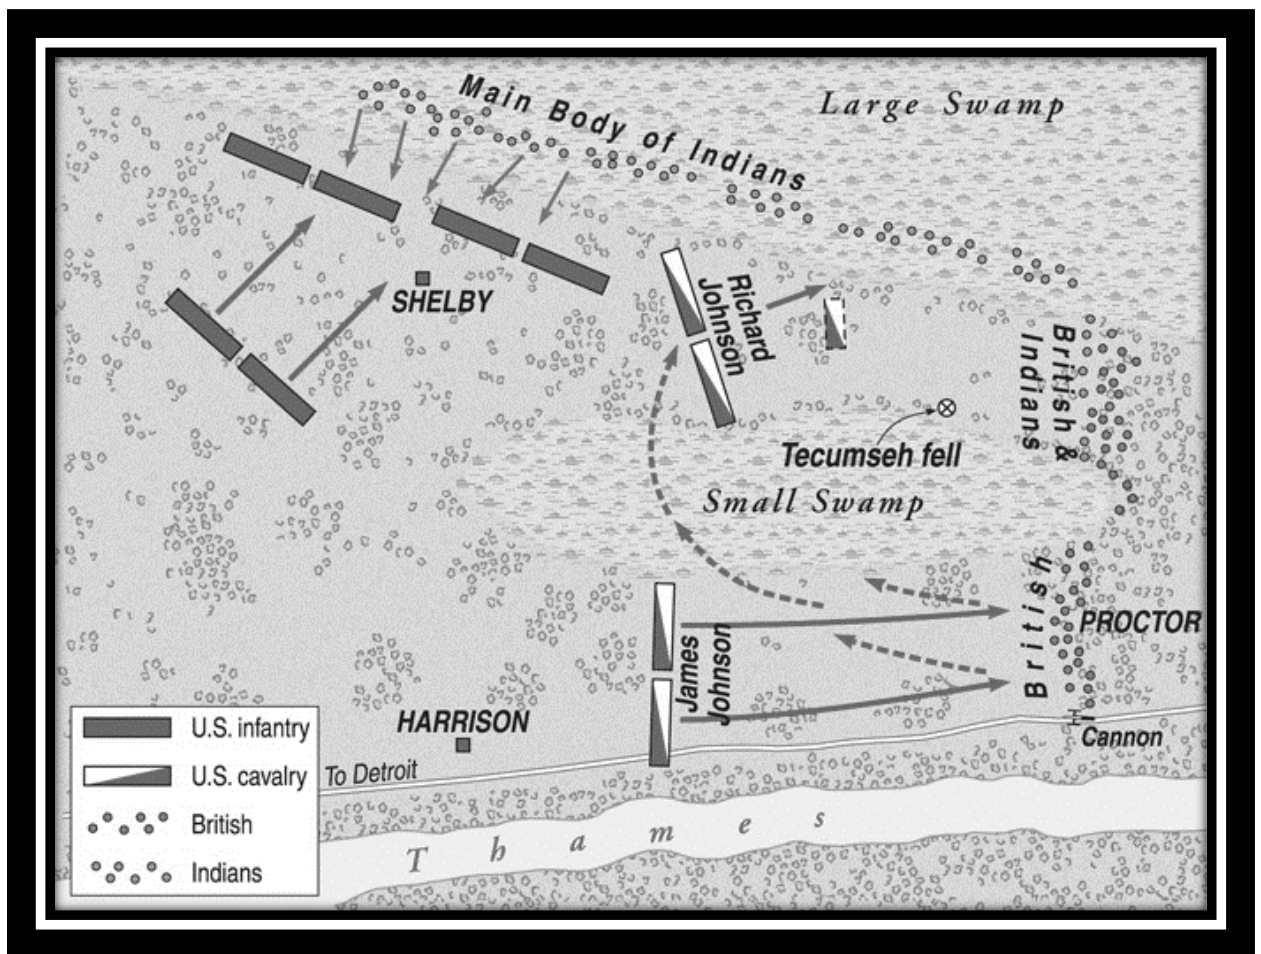 Main Body of Indians
Large Swamp
SHELBY
Richard
Johnson
British &
Indians
Tecumseh fell
Small Swamp
British
PROCTOR
James
Johnson
HARRISON
Cannon
To Detroit
Thames
U.S. infantry
U.S. cavalry
British
Indians